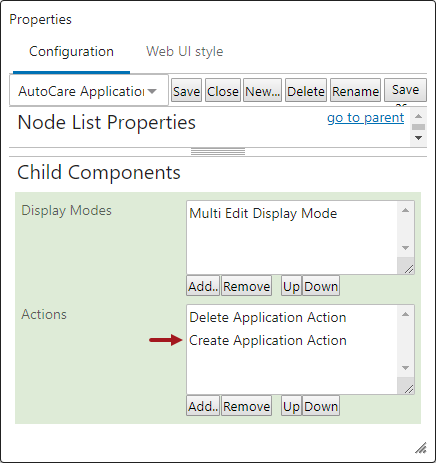 Properties
Configuration Web UI style
AutoCare Application Save Close New... Delete Rename Save
Node List Properties go to parent
Child Components
Display Modes Multi Edit Display Mode
Add.. Remove Up Down
Actions Delete Application Action
Create Application Action
Add.. Remove Up Down